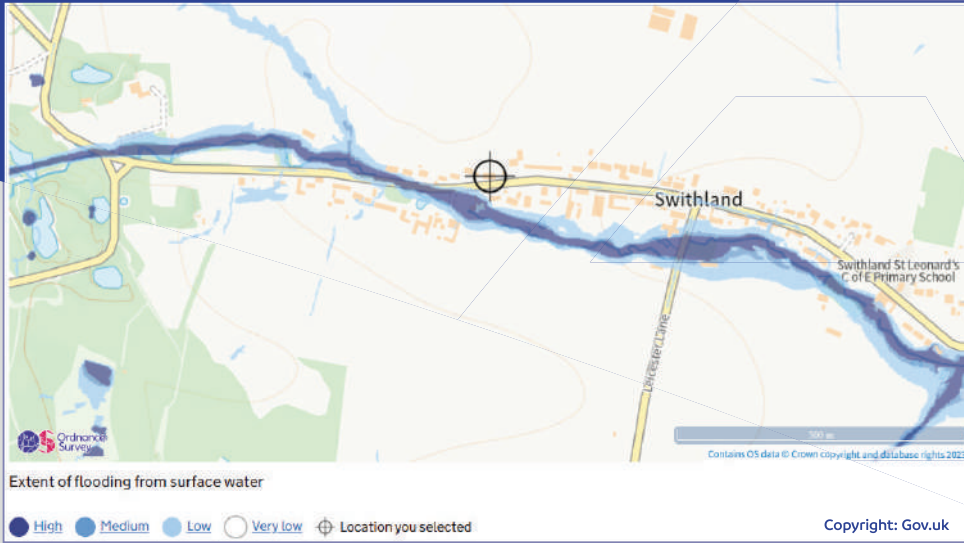 Swithland
Swithland St Leonard's
C of E Primary School
Leicester Lane
Ordnance
Survey
500 m
Contains OS data © Crown copyright and database rights 2023
Extent of flooding from surface water
High Medium Low Very low Location you selected
Copyright: Gov.uk